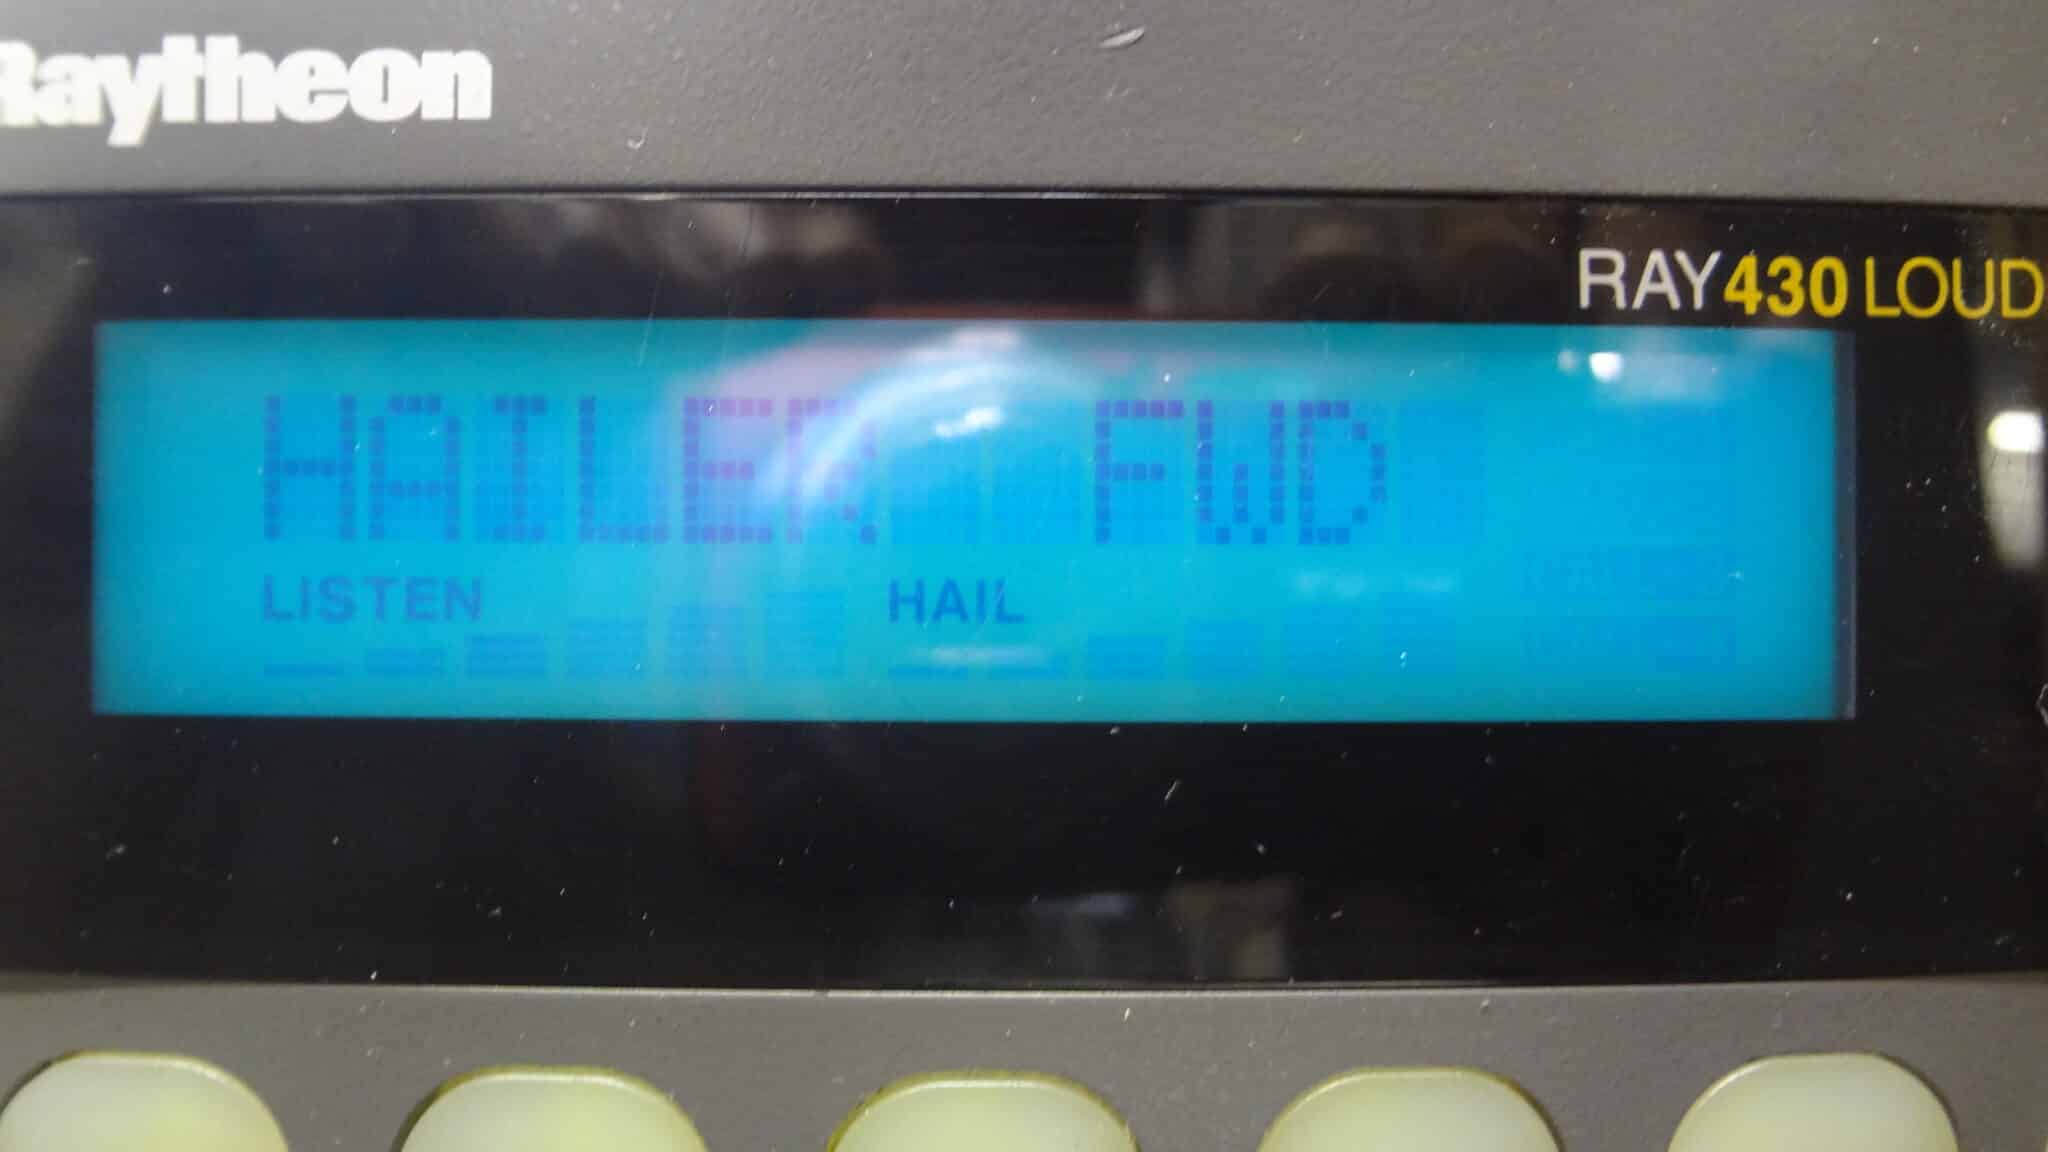 Raytheon
RAY430 LOUD
HAILER FWD
LISTEN HAIL